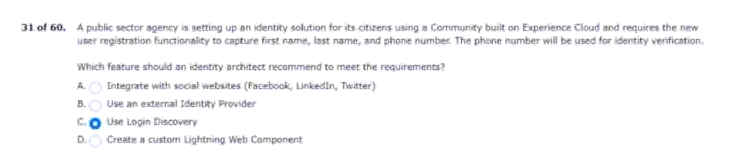 31 of 60. A public sector agency is setting up an identity solution for its citizens using a Community built on Experience Cloud and requires the new
user registration functionality to capture first name, last name, and phone number. The phone number will be used for identity verification.
Which feature should an identity architect recommend to meet the requirements?
A. Integrate with social websites (Facebook, LinkedIn, Twitter)
B. Use an external Identity Provider
C. Use Login Discovery
D. Create a custom Lightning Web Component